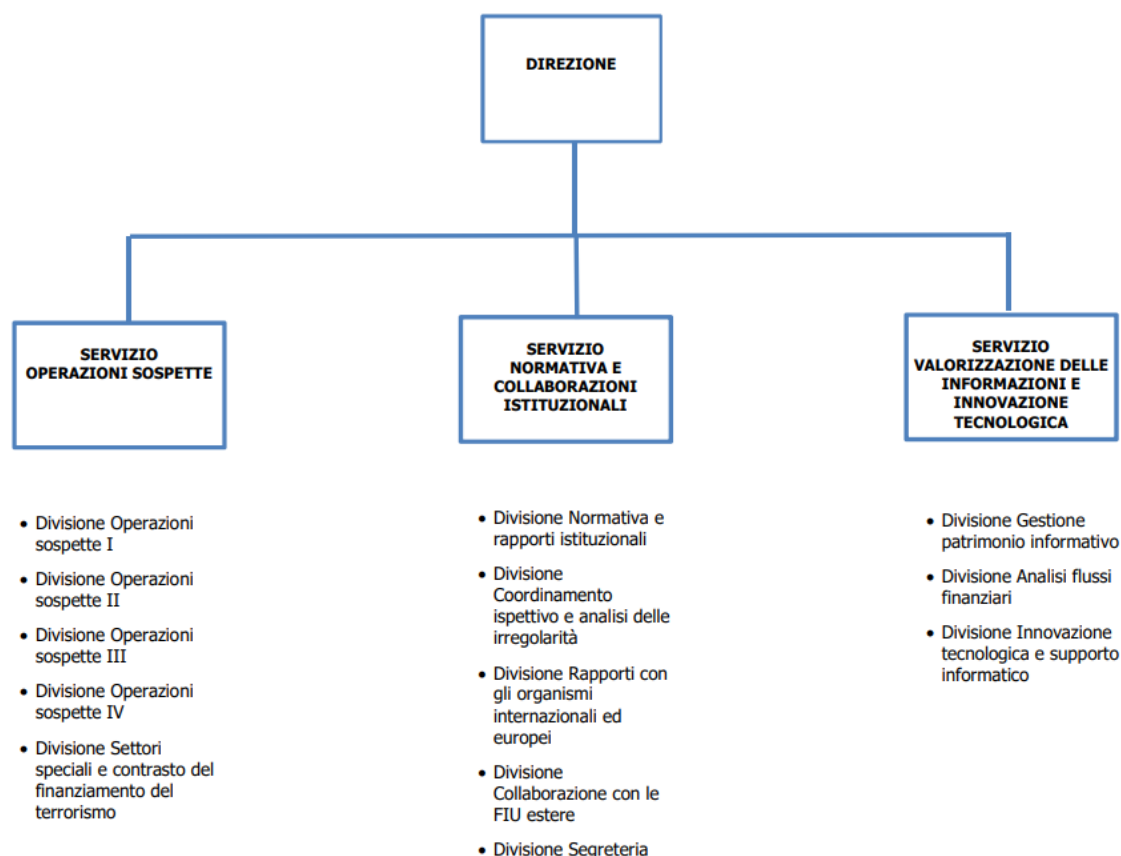 DIREZIONE
SERVIZIO
OPERAZIONI SOSPETTE
SERVIZIO
NORMATIVA E
COLLABORAZIONI
ISTITUZIONALI
SERVIZIO
VALORIZZAZIONE DELLE
INFORMAZIONI E
INNOVAZIONE
TECNOLOGICA
• Divisione Operazioni
sospette I
• Divisione Operazioni
sospette II
• Divisione Operazioni
sospette III
• Divisione Operazioni
sospette IV
• Divisione Settori
speciali e contrasto del
finanziamento del
terrorismo
• Divisione Normativa e
rapporti istituzionali
• Divisione
Coordinamento
ispettivo e analisi delle
irregolarità
• Divisione Rapporti con
gli organismi
internazionali ed
europei
• Divisione
Collaborazione con le
FIU estere
• Divisione Segreteria
• Divisione Gestione
patrimonio informativo
• Divisione Analisi flussi
finanziari
• Divisione Innovazione
tecnologica e supporto
informatico